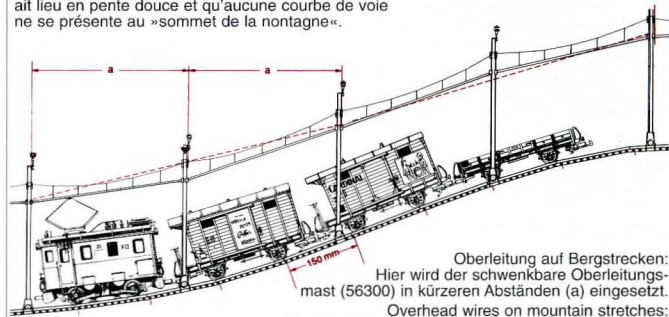 ait lieu en pente douce et qu'aucune courbe de voie
ne se présente au »sommet de la nontagne«.
a
a
CARDINAL
150 mm
Oberleitung auf Bergstrecken:
Hier wird der schwenkbare Oberleitungs-
mast (56300) in kürzeren Abständen (a) eingesetzt.
Overhead wires on mountain stretches: